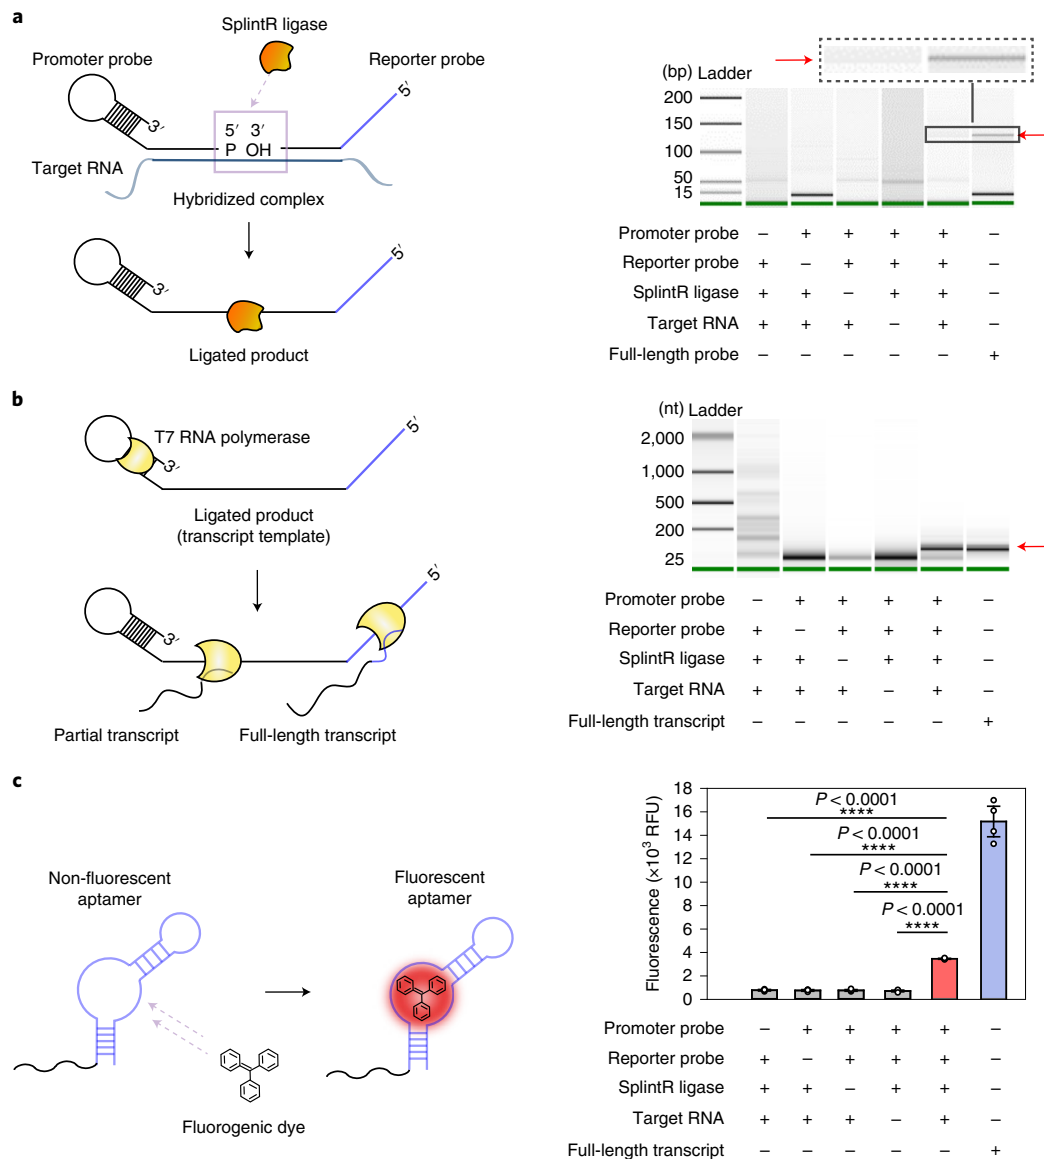 a
SplintR ligase
Promoter probe
Reporter probe
5′
3′
5′ 3′
P OH
Target RNA
Hybridized complex
5′
3′
Ligated product
(bp) Ladder
200
150
100
50
15
Promoter probe – + + + + –
Reporter probe + – + + + –
SplintR ligase + + – + + –
Target RNA + + + – + –
Full-length probe – – – – – +
b
T7 RNA polymerase
5′
3′
Ligated product
(transcript template)
5′
3′
Partial transcript
Full-length transcript
(nt) Ladder
2,000
1,000
500
200
25
Promoter probe – + + + + –
Reporter probe + – + + + –
SplintR ligase + + – + + –
Target RNA + + + – + –
Full-length transcript – – – – – +
c
Non-fluorescent
aptamer
Fluorescent
aptamer
Fluorogenic dye
Fluorescence (×10³ RFU)
18
16
14
12
10
8
6
4
2
0
P < 0.0001
****
P < 0.0001
****
P < 0.0001
****
P < 0.0001
****
Promoter probe – + + + + –
Reporter probe + – + + + –
SplintR ligase + + – + + –
Target RNA + + + – + –
Full-length transcript – – – – – +